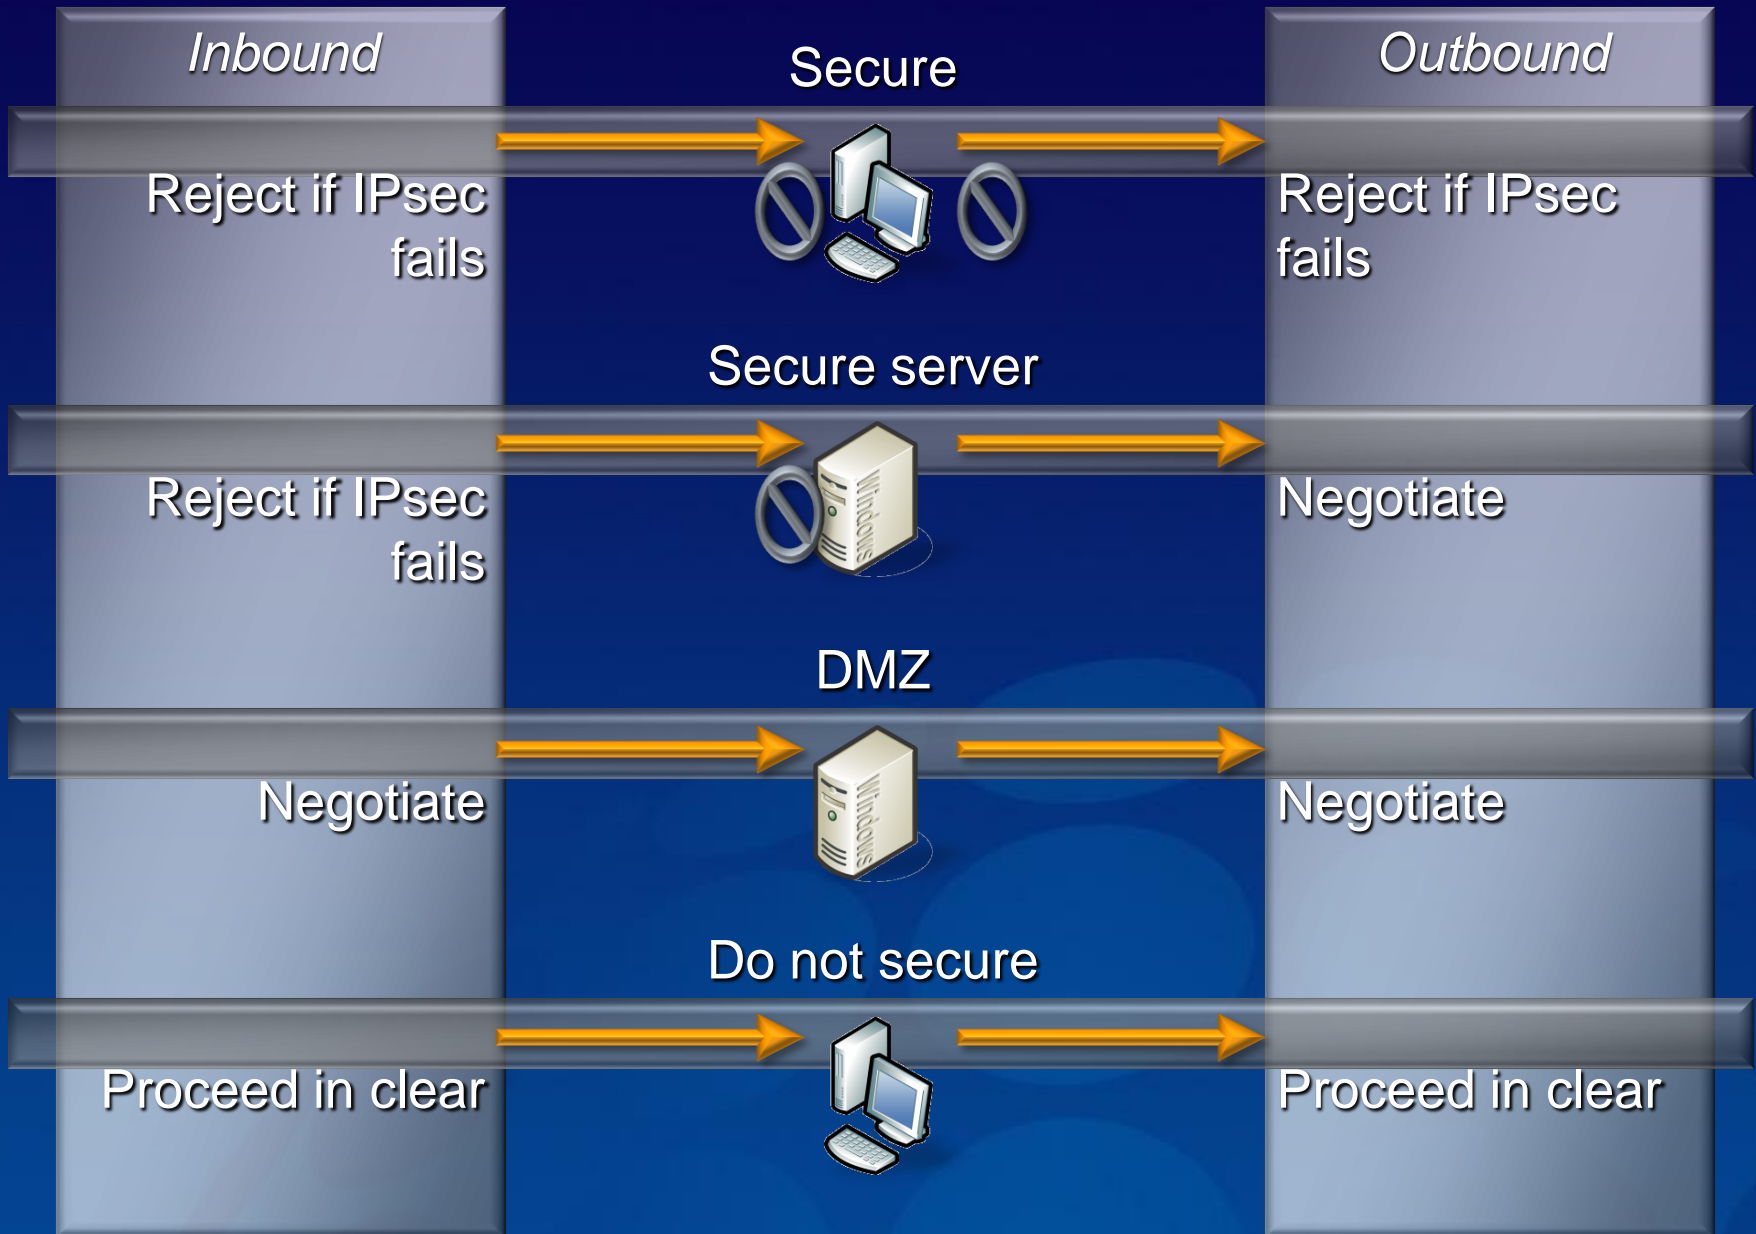 Inbound
Secure
Outbound
Reject if IPsec
fails
Reject if IPsec
fails
Secure server
Reject if IPsec
fails
Windows
Negotiate
DMZ
Negotiate
Windows
Negotiate
Do not secure
Proceed in clear
Proceed in clear